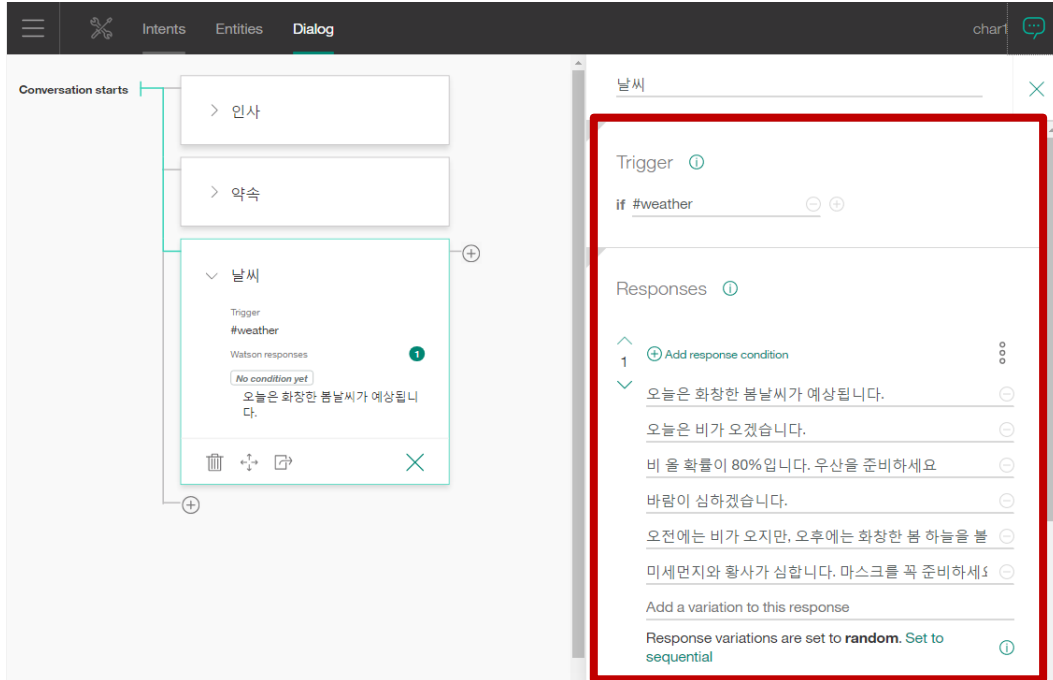 Intents Entities Dialog chart
Conversation starts
인사
약속
날씨
Trigger
#weather
Watson responses 1
No condition yet
오늘은 화창한 봄날씨가 예상됩니
다.
날씨
Trigger
if #weather
Responses
1
Add response condition
오늘은 화창한 봄날씨가 예상됩니다.
오늘은 비가 오겠습니다.
비 올 확률이 80%입니다. 우산을 준비하세요
바람이 심하겠습니다.
오전에는 비가 오지만, 오후에는 화창한 봄 하늘을 볼
미세먼지와 황사가 심합니다. 마스크를 꼭 준비하세요
Add a variation to this response
Response variations are set to random. Set to
sequential